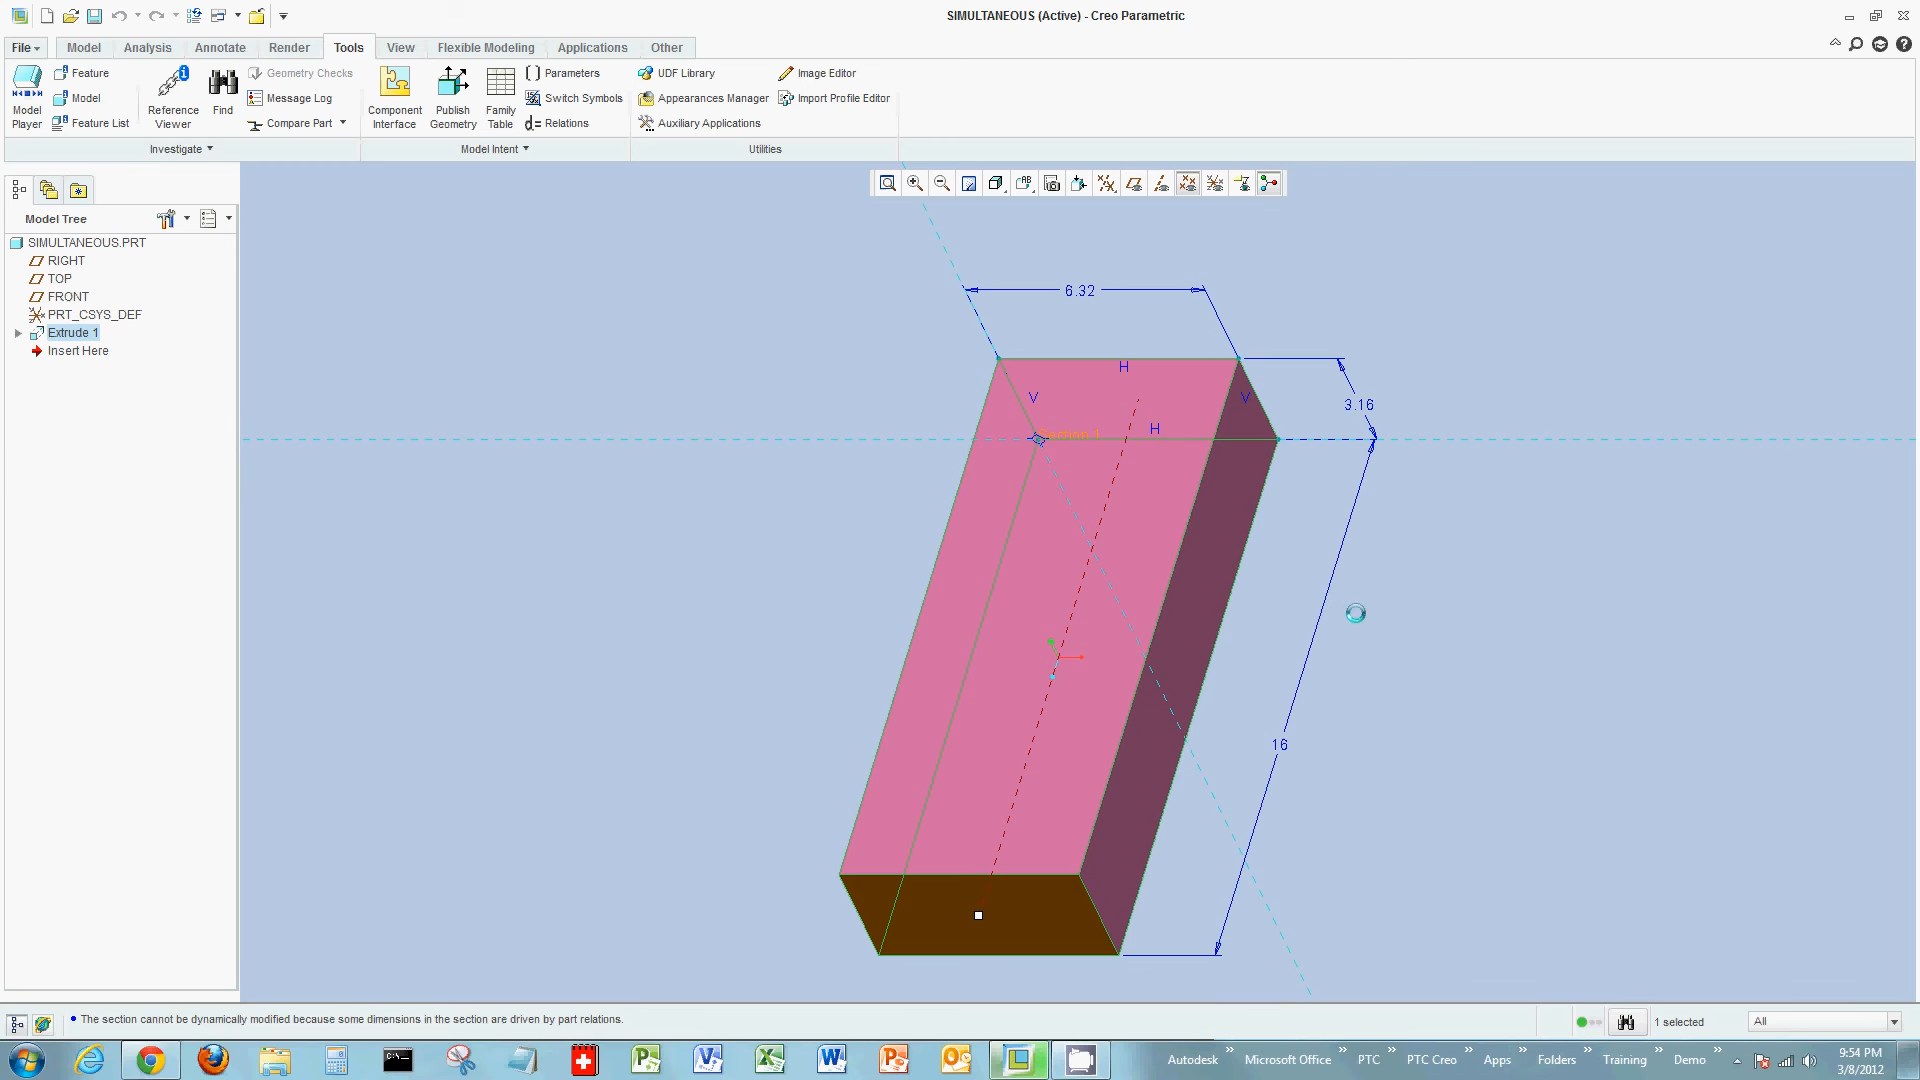 SIMULTANEOUS (Active) - Creo Parametric
File Model Analysis Annotate Render Tools View Flexible Modeling Applications Other
Model Player
Feature
Model
Feature List
Reference Viewer
Find
Geometry Checks
Message Log
Compare Part
Component Interface
Publish Geometry
Family Table
Parameters
Switch Symbols
d= Relations
UDF Library
Appearances Manager
Auxiliary Applications
Image Editor
Import Profile Editor
Investigate
Model Intent
Utilities
Model Tree
SIMULTANEOUS.PRT
RIGHT
TOP
FRONT
PRT_CSYS_DEF
Extrude 1
Insert Here
6.32
H
V
V
3.16
Section 1
H
16
The section cannot be dynamically modified because some dimensions in the section are driven by part relations.
1 selected
All
Autodesk » Microsoft Office » PTC » PTC Creo » Apps » Folders » Training » Demo »
9:54 PM
3/8/2012